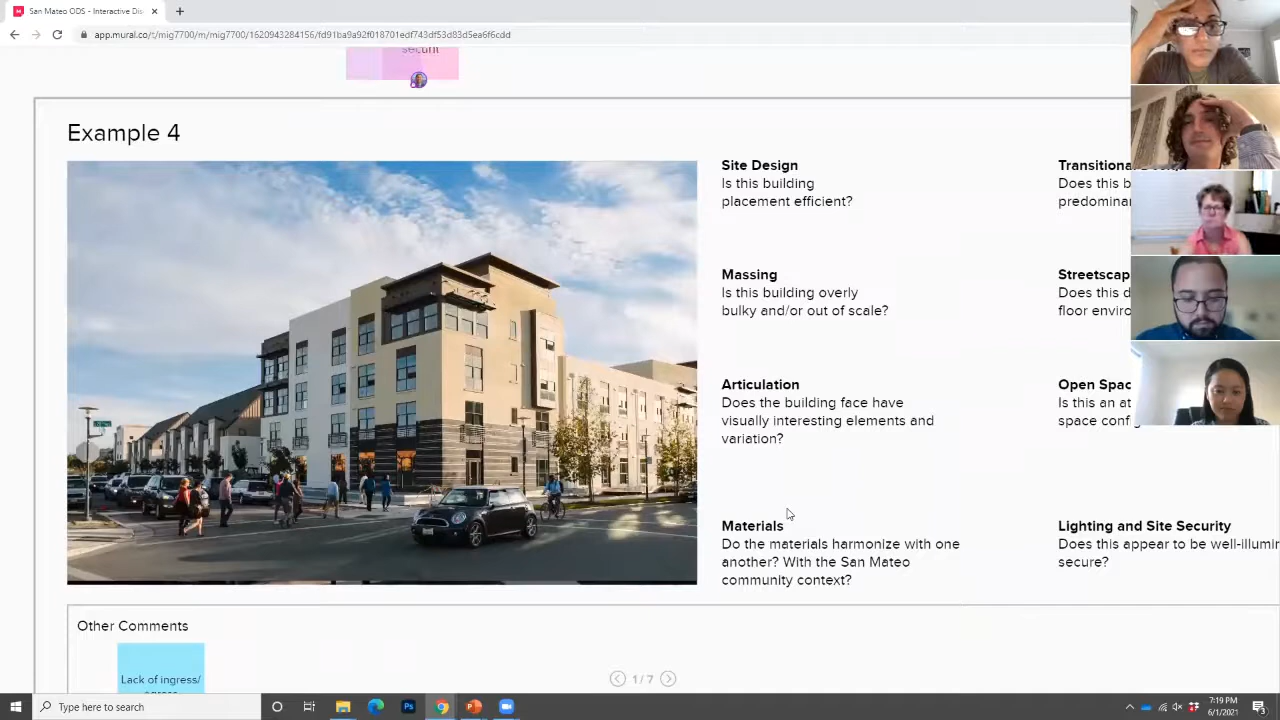 San Mateo ODS - Interactive Dis
app.mural.co/t/mig7700/m/mig7700/1620943284156/fd91ba9a92f018701edf743df53d83d5eebf6cdd
Example 4
Site Design
Is this building
placement efficient?
Massing
Is this building overly
bulky and/or out of scale?
Articulation
Does the building face have
visually interesting elements and
variation?
Materials
Do the materials harmonize with one
another? With the San Mateo
community context?
Transitional
Does this b
predominan
Streetscap
Does this d
floor enviro
Open Spac
Is this an at
space config
Lighting and Site Security
Does this appear to be well-illumin
secure?
Other Comments
Lack of ingress/
1 / 7
Type here to search
7:19 PM
6/1/2021